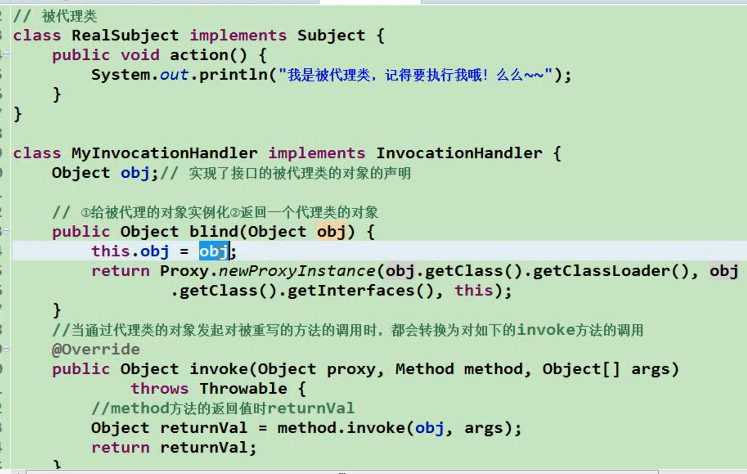 // 被代理类
class RealSubject implements Subject {
    public void action() {
        System.out.println("我是被代理类，记得要执行我哦！么么~~");
    }
}

class MyInvocationHandler implements InvocationHandler {
    Object obj;// 实现了接口的被代理类的对象的声明

    // ①给被代理的对象实例化②返回一个代理类的对象
    public Object blind(Object obj) {
        this.obj = obj;
        return Proxy.newProxyInstance(obj.getClass().getClassLoader(), obj
                .getClass().getInterfaces(), this);
    }
    //当通过代理类的对象发起对被重写的方法的调用时，都会转换为对如下的invoke方法的调用
    @Override
    public Object invoke(Object proxy, Method method, Object[] args)
            throws Throwable {
        //method方法的返回值时returnVal
        Object returnVal = method.invoke(obj, args);
        return returnVal;
    }